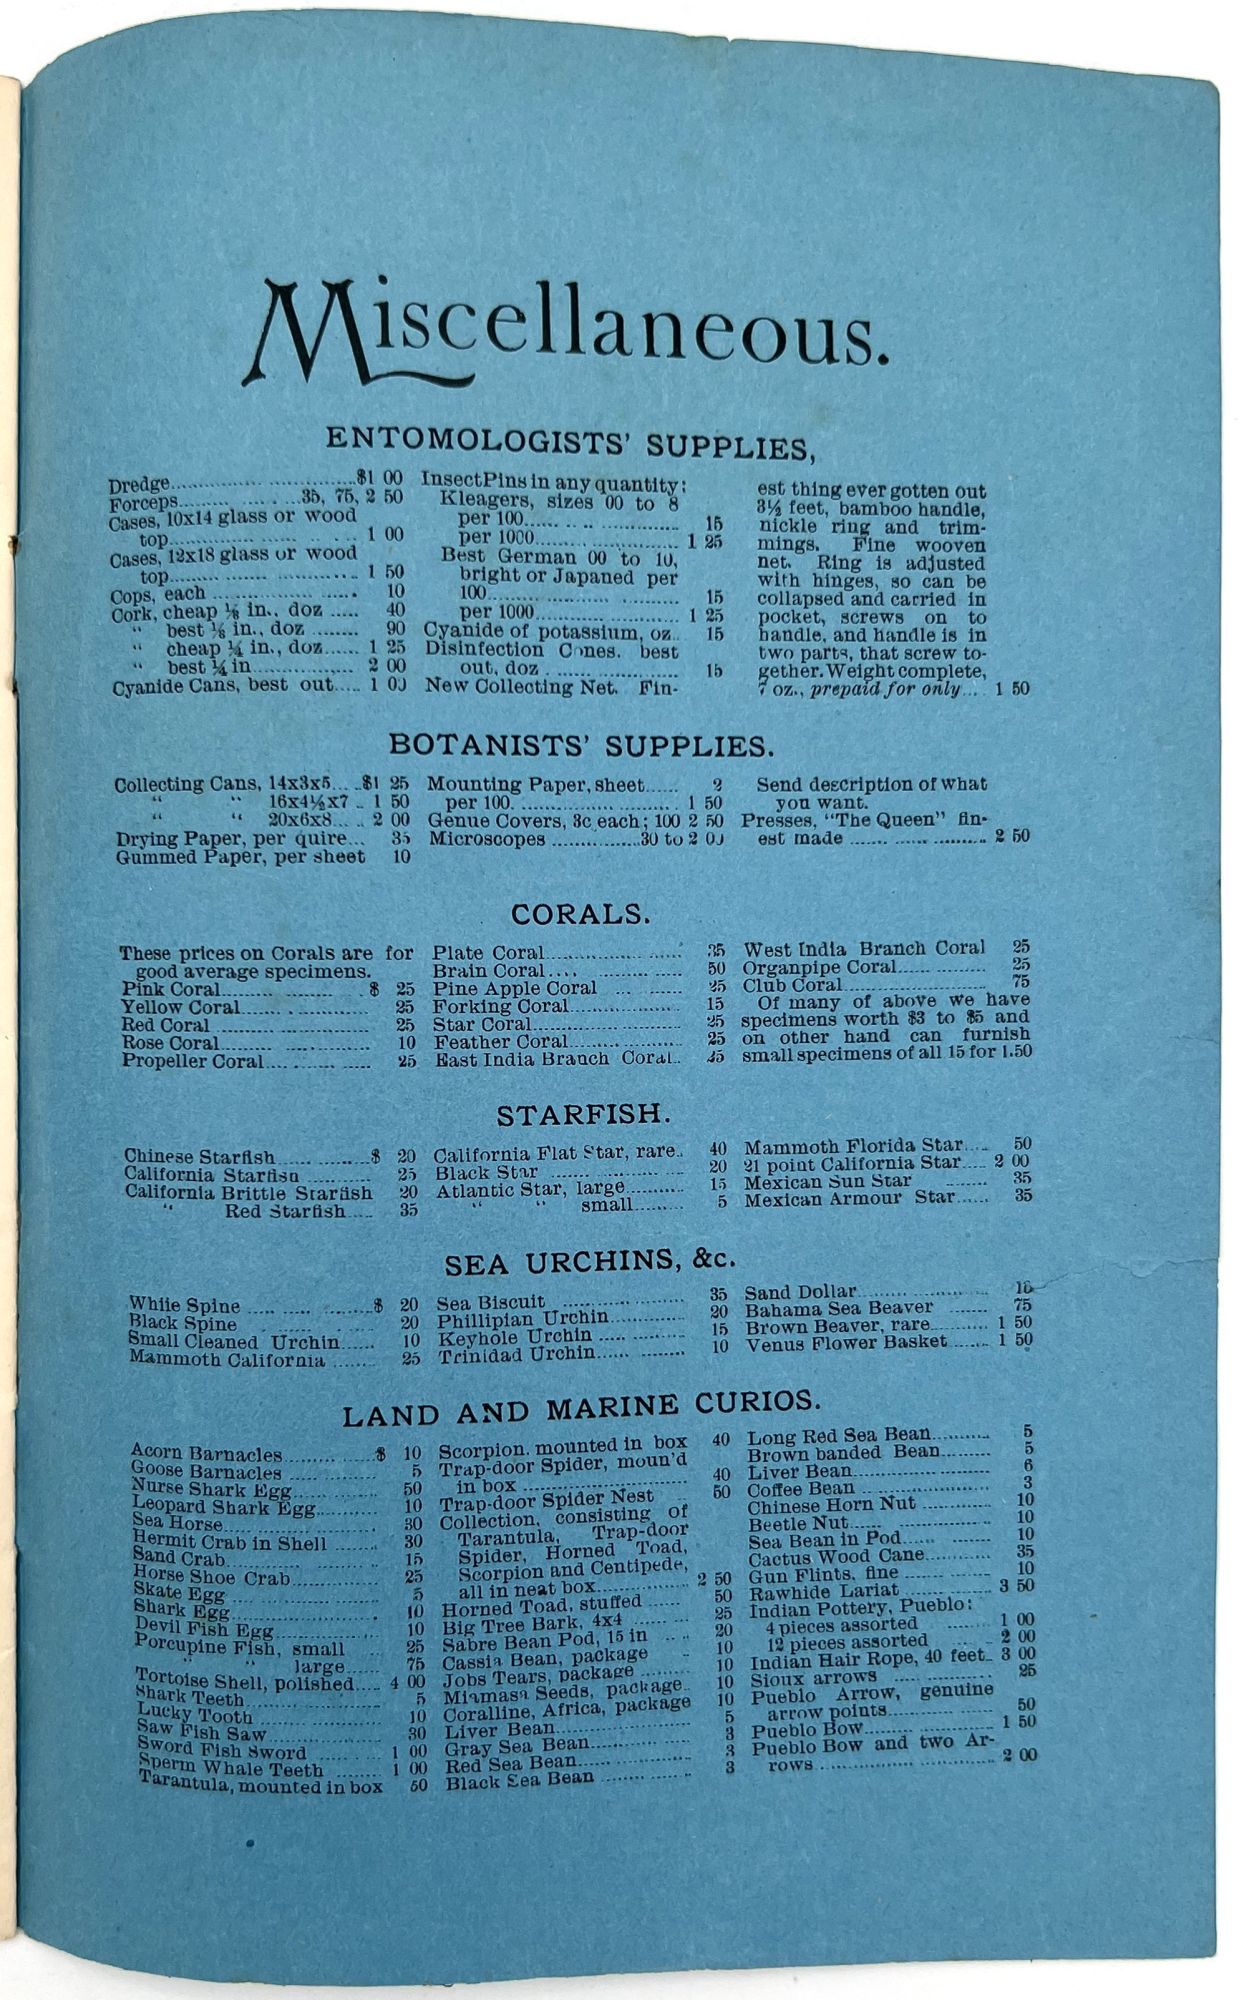 Miscellaneous.
ENTOMOLOGISTS' SUPPLIES,
Dredge................................$1 00
Forceps..................35, 75, 2 50
Cases, 10x14 glass or wood
top................................ 1 00
Cases, 12x18 glass or wood
top................................ 1 50
Cops, each ................ 10
Cork, cheap ⅛ in., doz ..... 40
" best ⅛ in., doz ........ 90
" cheap ¼ in., doz...... 1 25
" best ¼ in................ 2 00
Cyanide Cans, best out..... 1 00
Insect Pins in any quantity:
Kleagers, sizes 00 to 8
per 100........................ 15
per 1000...................... 1 25
Best German 00 to 10,
bright or Japaned per
100.............................. 15
per 1000...................... 1 25
Cyanide of potassium, oz.. 15
Disinfection Cones. best
out, doz ....................... 15
New Collecting Net. Fin-
est thing ever gotten out
3½ feet, bamboo handle,
nickle ring and trim-
mings. Fine wooven
net. Ring is adjusted
with hinges, so can be
collapsed and carried in
pocket, screws on to
handle, and handle is in
two parts, that screw to-
gether. Weight complete,
7 oz., prepaid for only... 1 50
BOTANISTS' SUPPLIES.
Collecting Cans, 14x3x5.....$1 25
" " 16x4½x7 .. 1 50
" " 20x6x8..... 2 00
Drying Paper, per quire... 35
Gummed Paper, per sheet 10
Mounting Paper, sheet...... 2
per 100. ........................ 1 50
Genue Covers, 3c each; 100 2 50
Microscopes ...............30 to 2 00
Send description of what
you want.
Presses, "The Queen" fin-
est made ...................... 2 50
CORALS.
These prices on Corals are for
good average specimens.
Pink Coral........................$ 25
Yellow Coral..................... 25
Red Coral ........................ 25
Rose Coral........................ 10
Propeller Coral................. 25
Plate Coral....................... 35
Brain Coral....................... 50
Pine Apple Coral .......... 25
Forking Coral................... 15
Star Coral......................... 25
Feather Coral................... 25
East India Branch Coral..
West India Branch Coral 25
Organpipe Coral............... 25
Club Coral........................ 75
Of many of above we have
specimens worth $3 to $5 and
on other hand can furnish
small specimens of all 15 for 1.50
STARFISH.
Chinese Starfish ................$ 20
California Starfisn ............ 25
California Brittle Starfish 20
" Red Starfish..... 35
California Flat Star, rare.. 40
Black Star ........................ 20
Atlantic Star, large........... 15
" " small......... 5
Mammoth Florida Star..... 50
21 point California Star.... 2 00
Mexican Sun Star ....... 35
Mexican Armour Star...... 35
SEA URCHINS, &c.
White Spine ......................$ 20
Black Spine ................ 20
Small Cleaned Urchin...... 10
Mammoth California ....... 25
Sea Biscuit ...................... 35
Phillipian Urchin.............. 20
Keyhole Urchin ............... 15
Trinidad Urchin............... 10
Sand Dollar......................
Bahama Sea Beaver ....... 75
Brown Beaver, rare.......... 1 50
Venus Flower Basket....... 1 50
LAND AND MARINE CURIOS.
Acorn Barnacles ...............$ 10
Goose Barnacles ............... 5
Nurse Shark Egg.............. 50
Leopard Shark Egg.......... 10
Sea Horse......................... 30
Hermit Crab in Shell ....... 30
Sand Crab........................ 15
Horse Shoe Crab.............. 25
Skate Egg ........................ 5
Shark Egg........................ 10
Devil Fish Egg................. 10
Porcupine Fish, small .... 25
" " large...... 75
Tortoise Shell, polished.... 4 00
Shark Teeth..................... 5
Lucky Tooth ................... 10
Saw Fish Saw .................. 30
Sword Fish Sword ........... 1 00
Sperm Whale Teeth ........ 1 00
Tarantula, mounted in box 50
Scorpion. mounted in box 40
Trap-door Spider, moun'd
in box ............................ 40
Trap-door Spider Nest .. 50
Collection, consisting of
Tarantula, Trap-door
Spider, Horned Toad,
Scorpion and Centipede,
all in neat box............... 2 50
Horned Toad, stuffed ...... 50
Big Tree Bark, 4x4 ......... 25
Sabre Bean Pod, 15 in ..... 20
Cassia Bean, package .. 10
Jobs Tears, package ......... 10
Miamasa Seeds, package.. 10
Coralline, Africa, package 10
Liver Bean........................ 5
Gray Sea Bean.................. 3
Red Sea Bean................... 3
Black Sea Bean ................ 3
Long Red Sea Bean.......... 5
Brown banded Bean......... 5
Liver Bean........................ 6
Coffee Bean ..................... 3
Chinese Horn Nut ........... 10
Beetle Nut........................ 10
Sea Bean in Pod............... 10
Cactus Wood Cane........... 35
Gun Flints, fine ............... 10
Rawhide Lariat ............... 3 50
Indian Pottery, Pueblo:
4 pieces assorted ......... 1 00
12 pieces assorted ....... 2 00
Indian Hair Rope, 40 feet.. 3 00
Sioux arrows ................... 25
Pueblo Arrow, genuine
arrow points................... 50
Pueblo Bow...................... 1 50
Pueblo Bow and two Ar-
rows .............................. 2 00